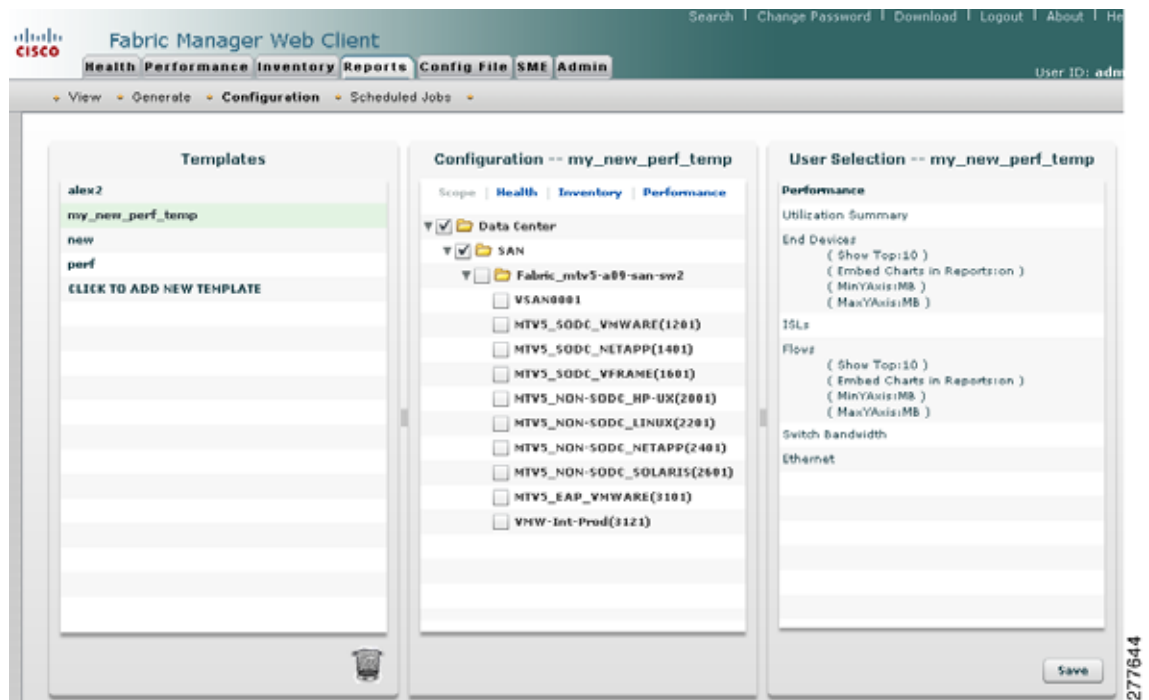 Search | Change Password | Download | Logout | About | He
CISCO
Fabric Manager Web Client
Health Performance Inventory Reports Config File SME Admin
User ID: adm
View Generate Configuration Scheduled Jobs
Templates
alex2
my_new_perf_temp
new
perf
CLICK TO ADD NEW TEMPLATE
Configuration -- my_new_perf_temp
Scope | Health | Inventory | Performance
Data Center
SAN
Fabric_mtv5-a09-san-sw2
VSAN0001
MTV5_SODC_VMWARE(1201)
MTV5_SODC_NETAPP(1401)
MTV5_SODC_VFRAME(1601)
MTV5_NON-SODC_HP-UX(2001)
MTV5_NON-SODC_LINUX(2201)
MTV5_NON-SODC_NETAPP(2401)
MTV5_NON-SODC_SOLARIS(2601)
MTV5_EAP_VMWARE(3101)
VMW-Int-Prod(3121)
User Selection -- my_new_perf_temp
Performance
Utilization Summary
End Devices
( Show Top:10 )
( Embed Charts in Reports:on )
( MinYAxis:MB )
( MaxYAxis:MB )
ISLs
Flows
( Show Top:10 )
( Embed Charts in Reports:on )
( MinYAxis:MB )
( MaxYAxis:MB )
Switch Bandwidth
Ethernet
Save
277644